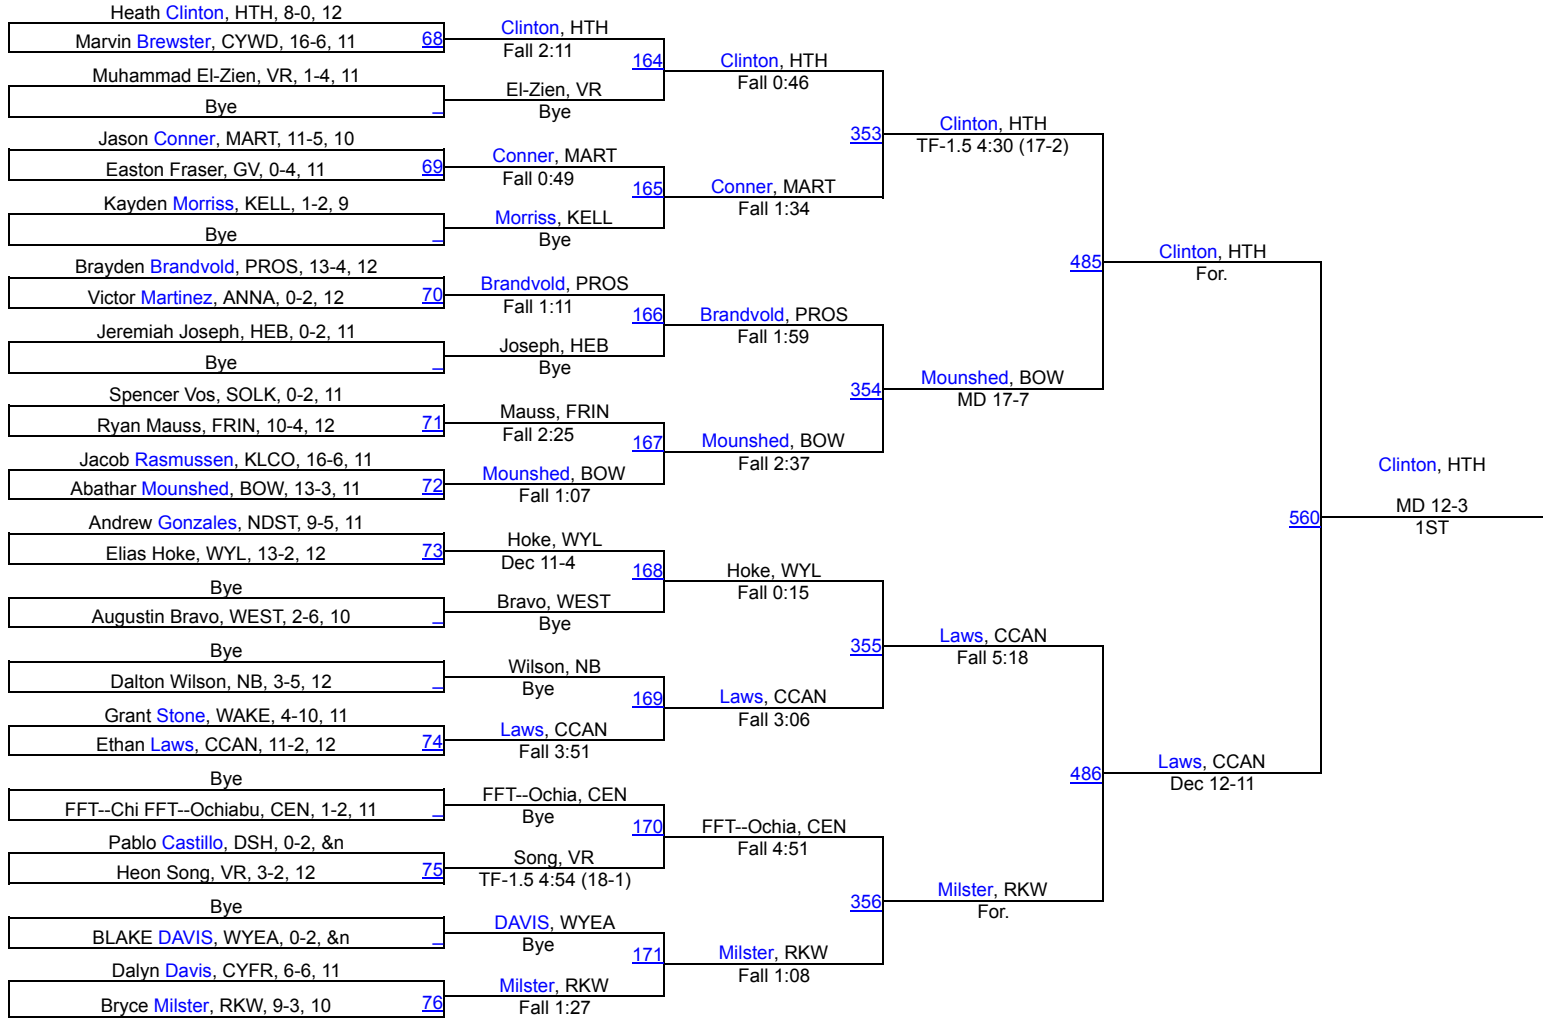 Heath Clinton, HTH, 8-0, 12
Marvin Brewster, CYWD, 16-6, 11
68
Muhammad El-Zien, VR, 1-4, 11
Bye
Jason Conner, MART, 11-5, 10
Easton Fraser, GV, 0-4, 11
69
Kayden Morriss, KELL, 1-2, 9
Bye
Brayden Brandvold, PROS, 13-4, 12
Victor Martinez, ANNA, 0-2, 12
70
Jeremiah Joseph, HEB, 0-2, 11
Bye
Spencer Vos, SOLK, 0-2, 11
Ryan Mauss, FRIN, 10-4, 12
71
Jacob Rasmussen, KLCO, 16-6, 11
Abathar Mounshed, BOW, 13-3, 11
72
Andrew Gonzales, NDST, 9-5, 11
Elias Hoke, WYL, 13-2, 12
73
Bye
Augustin Bravo, WEST, 2-6, 10
Bye
Dalton Wilson, NB, 3-5, 12
Grant Stone, WAKE, 4-10, 11
Ethan Laws, CCAN, 11-2, 12
74
Bye
FFT--Chi FFT--Ochiabu, CEN, 1-2, 11
Pablo Castillo, DSH, 0-2, &n
Heon Song, VR, 3-2, 12
75
Bye
BLAKE DAVIS, WYEA, 0-2, &n
Dalyn Davis, CYFR, 6-6, 11
Bryce Milster, RKW, 9-3, 10
76
Clinton, HTH
Fall 2:11
164
El-Zien, VR
Bye
Conner, MART
Fall 0:49
165
Morriss, KELL
Bye
Brandvold, PROS
Fall 1:11
166
Joseph, HEB
Bye
Mauss, FRIN
Fall 2:25
167
Mounshed, BOW
Fall 1:07
Hoke, WYL
Dec 11-4
168
Bravo, WEST
Bye
Wilson, NB
Bye
169
Laws, CCAN
Fall 3:51
FFT--Ochia, CEN
Bye
170
Song, VR
TF-1.5 4:54 (18-1)
DAVIS, WYEA
Bye
171
Milster, RKW
Fall 1:27
Clinton, HTH
Fall 0:46
353
Conner, MART
Fall 1:34
Brandvold, PROS
Fall 1:59
354
Mounshed, BOW
Fall 2:37
Hoke, WYL
Fall 0:15
355
Laws, CCAN
Fall 3:06
FFT--Ochia, CEN
Fall 4:51
356
Milster, RKW
Fall 1:08
Clinton, HTH
TF-1.5 4:30 (17-2)
485
Mounshed, BOW
MD 17-7
Laws, CCAN
Fall 5:18
486
Milster, RKW
For.
Clinton, HTH
For.
560
Laws, CCAN
Dec 12-11
Clinton, HTH
MD 12-3
1ST